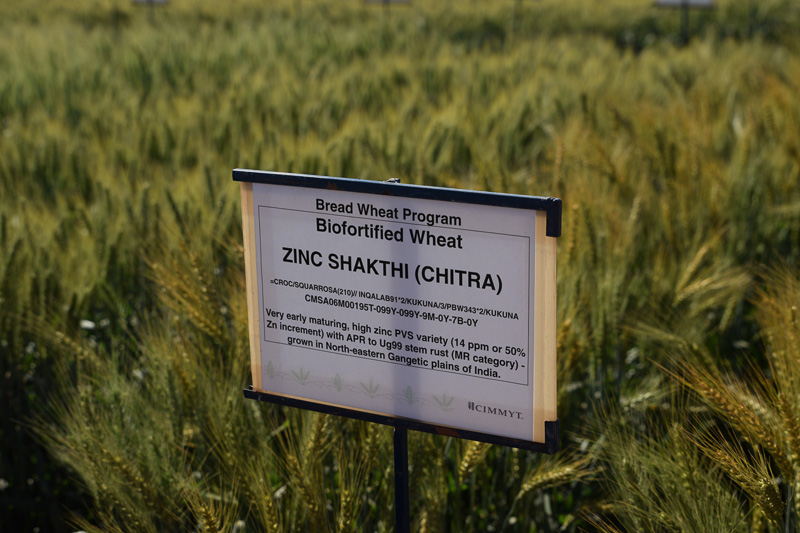 Bread Wheat Program
Biofortified Wheat
ZINC SHAKTHI (CHITRA)
=CROC/SQUARROSA(210)// INQALAB91*2/KUKUNA/3/PBW343*2/KUKUNA
CMSA06M00195T-099Y-099Y-9M-0Y-7B-0Y
Very early maturing, high zinc PVS variety (14 ppm or 50%
Zn increment) with APR to Ug99 stem rust (MR category) -
grown in North-eastern Gangetic plains of India.
CIMMYT.